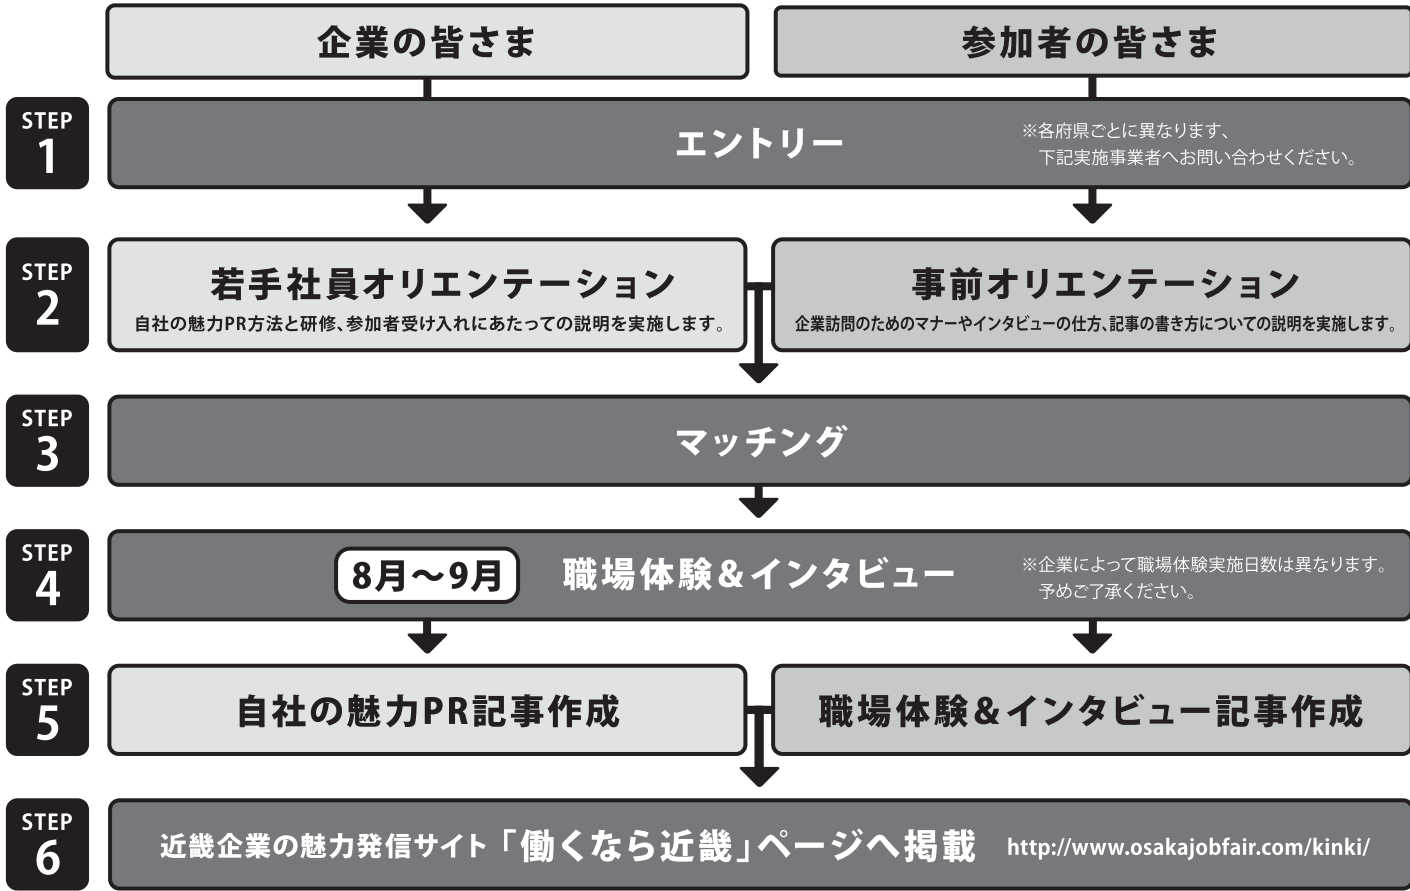 企業の皆さま
参加者の皆さま
STEP
1
エントリー
※各府県ごとに異なります、
下記実施事業者へお問い合わせください。
STEP
2
若手社員オリエンテーション
自社の魅力PR方法と研修、参加者受け入れにあたっての説明を実施します。
事前オリエンテーション
企業訪問のためのマナーやインタビューの仕方、記事の書き方についての説明を実施します。
STEP
3
マッチング
STEP
4
8月〜9月
職場体験&インタビュー
※企業によって職場体験実施日数は異なります。
予めご了承ください。
STEP
5
自社の魅力PR記事作成
職場体験&インタビュー記事作成
STEP
6
近畿企業の魅力発信サイト「働くなら近畿」ページへ掲載 http://www.osakajobfair.com/kinki/